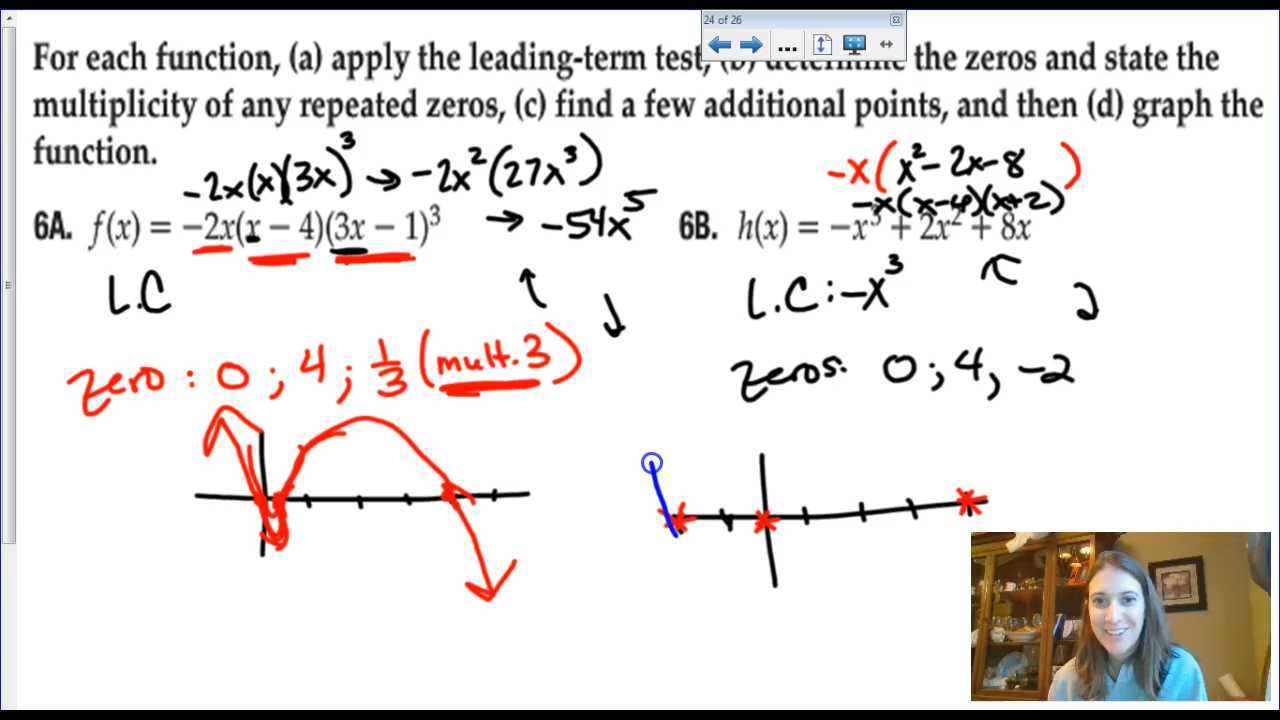 24 of 26
For each function, (a) apply the leading-term test, (b) determine the zeros and state the
multiplicity of any repeated zeros, (c) find a few additional points, and then (d) graph the
function.
-2x(x)(3x)³ → -2x²(27x³)
→ -54x⁵
6A. f(x) = −2x(x − 4)(3x − 1)³
L.C
zero: 0 ; 4 ; 1/3 (mult. 3)
-x(x² - 2x - 8)
-x(x-4)(x+2)
6B. h(x) = −x³ + 2x² + 8x
L.C: -x³
zeros: 0 ; 4, -2